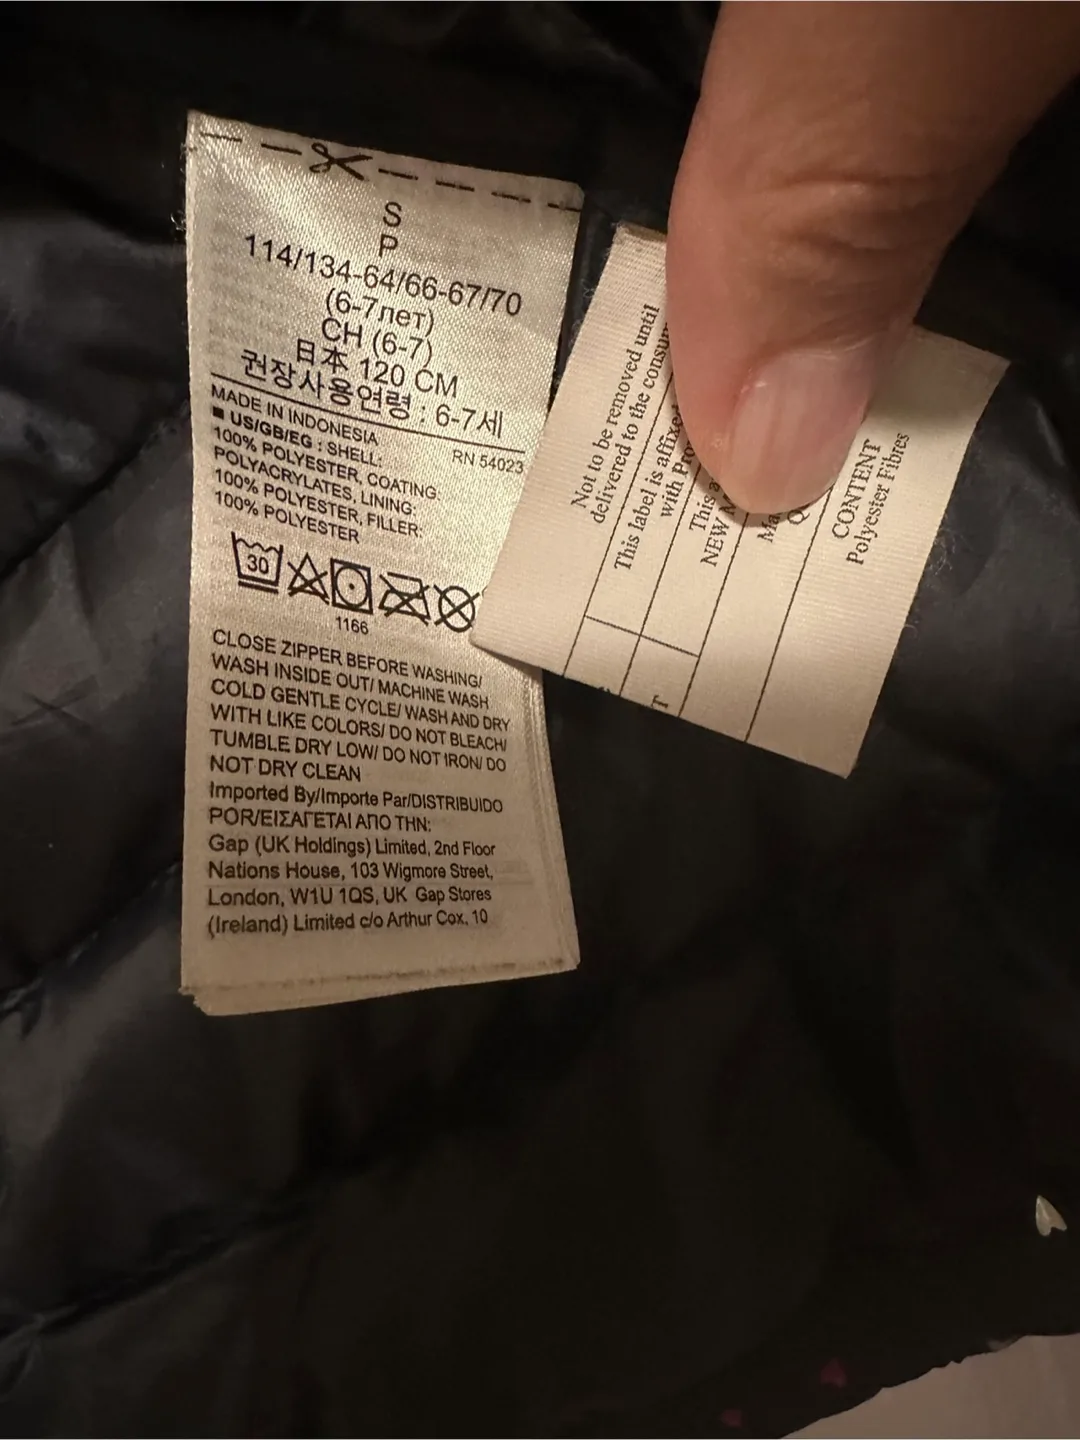 S
P
114/134-64/66-67/70
(6-7лет)
CH (6-7)
日本 120 CM
권장사용연령 : 6-7세
MADE IN INDONESIA
RN 54023
■ US/GB/EG : SHELL:
100% POLYESTER, COATING:
POLYACRYLATES, LINING:
100% POLYESTER, FILLER:
100% POLYESTER
30
1166
CLOSE ZIPPER BEFORE WASHING/
WASH INSIDE OUT/ MACHINE WASH
COLD GENTLE CYCLE/ WASH AND DRY
WITH LIKE COLORS/ DO NOT BLEACH/
TUMBLE DRY LOW/ DO NOT IRON/ DO
NOT DRY CLEAN
Imported By/Importe Par/DISTRIBUIDO
POR/ΕΙΣΑΓΕΤΑΙ ΑΠΟ ΤΗΝ:
Gap (UK Holdings) Limited, 2nd Floor
Nations House, 103 Wigmore Street,
London, W1U 1QS, UK Gap Stores
(Ireland) Limited c/o Arthur Cox, 10
Not to be removed until
delivered to the
This label is affixed
with
This
NEW
CONTENT
Polyester Fibres